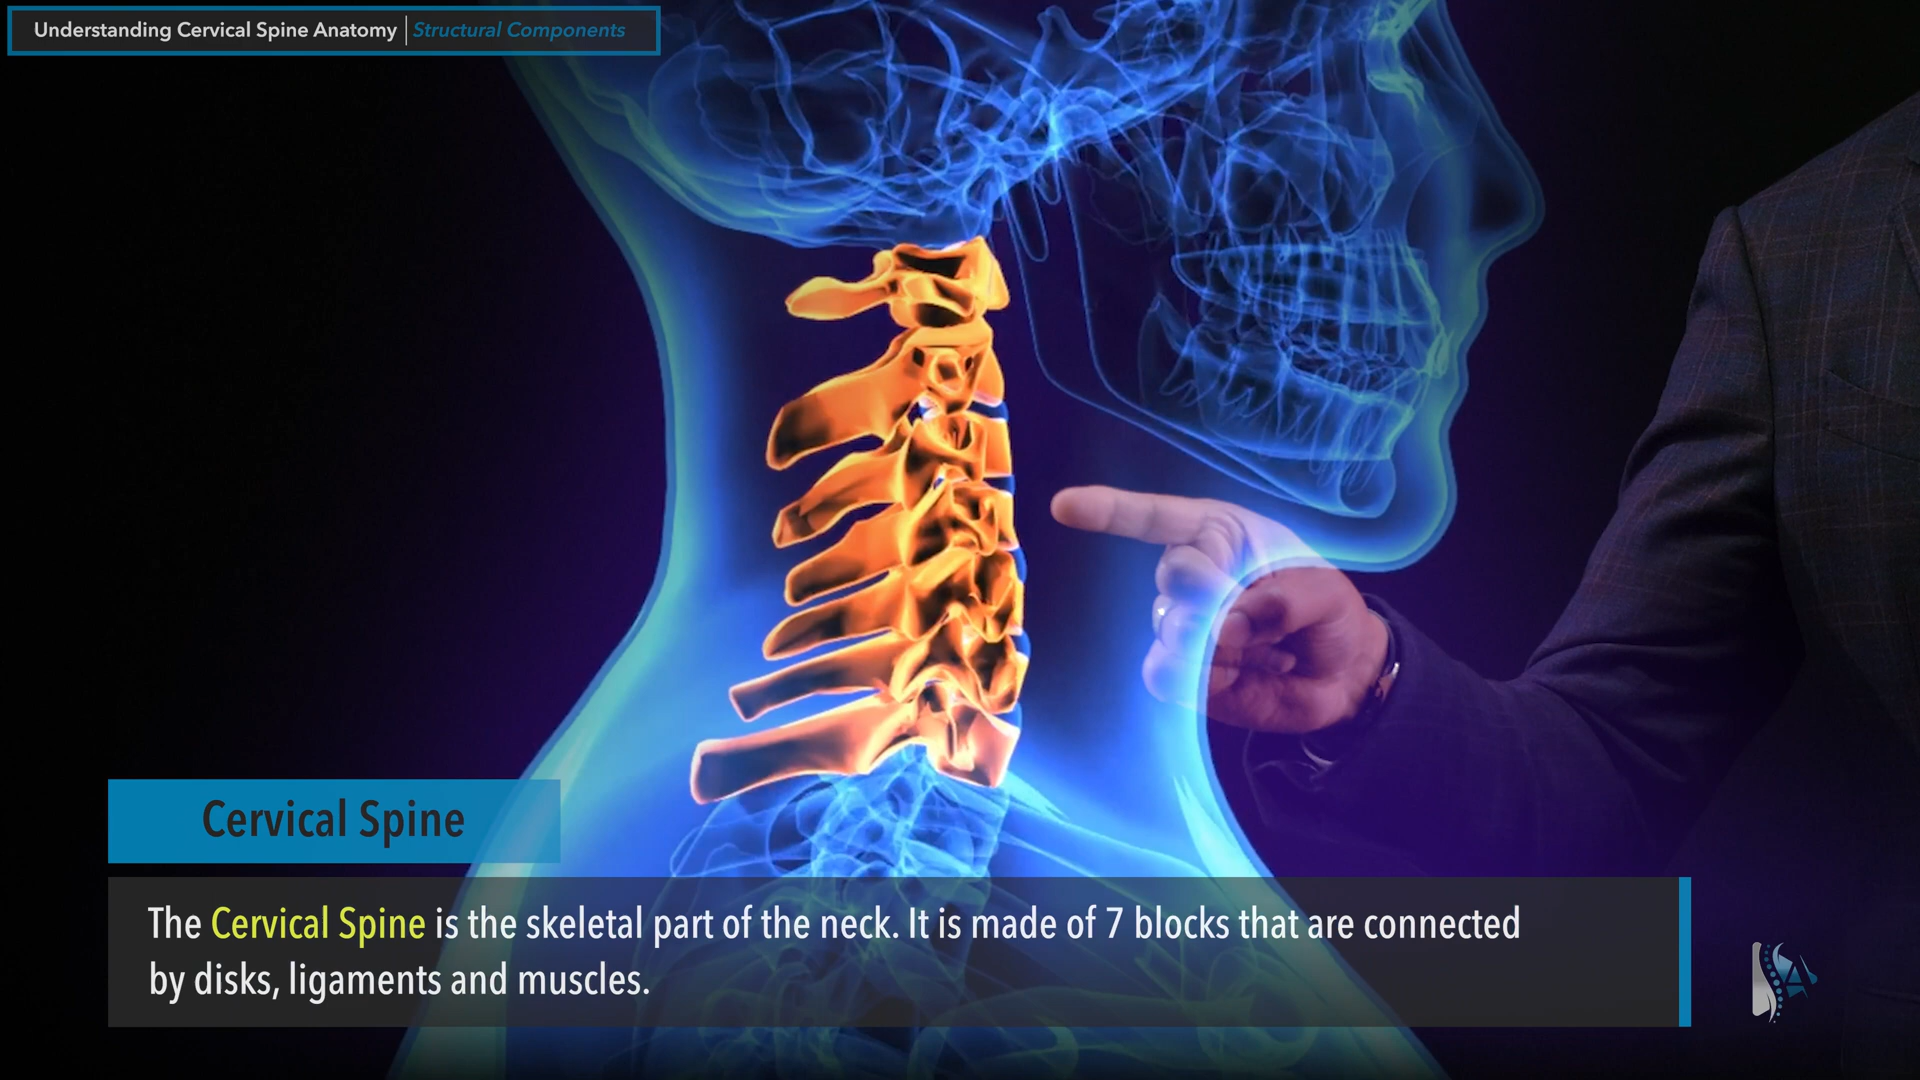 Understanding Cervical Spine Anatomy | Structural Components
Cervical Spine
The Cervical Spine is the skeletal part of the neck. It is made of 7 blocks that are connected
by disks, ligaments and muscles.